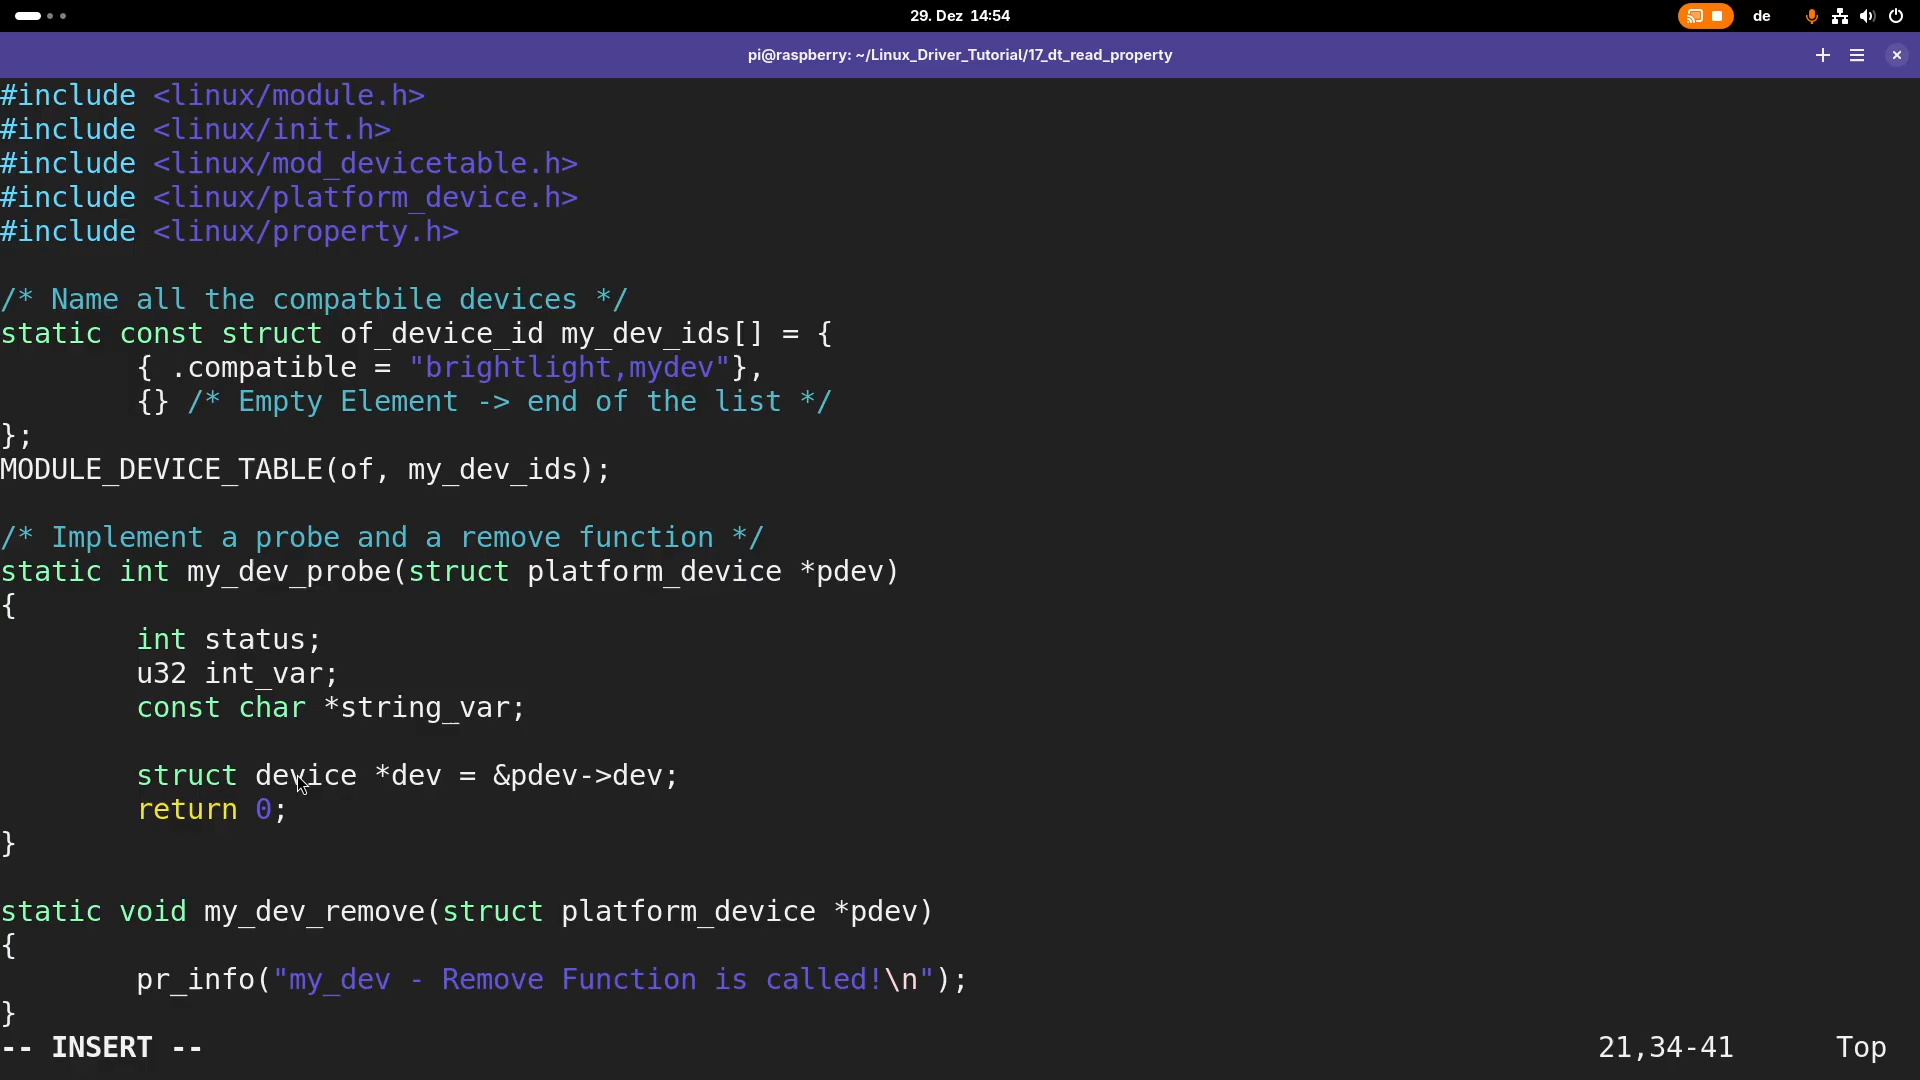 29. Dez 14:54
de
pi@raspberry: ~/Linux_Driver_Tutorial/17_dt_read_property
#include <linux/module.h>
#include <linux/init.h>
#include <linux/mod_devicetable.h>
#include <linux/platform_device.h>
#include <linux/property.h>
/* Name all the compatbile devices */
static const struct of_device_id my_dev_ids[] = {
{ .compatible = "brightlight,mydev"},
{} /* Empty Element -> end of the list */
};
MODULE_DEVICE_TABLE(of, my_dev_ids);
/* Implement a probe and a remove function */
static int my_dev_probe(struct platform_device *pdev)
{
int status;
u32 int_var;
const char *string_var;
struct device *dev = &pdev->dev;
return 0;
}
static void my_dev_remove(struct platform_device *pdev)
{
pr_info("my_dev - Remove Function is called!\n");
}
-- INSERT -- 21,34-41 Top